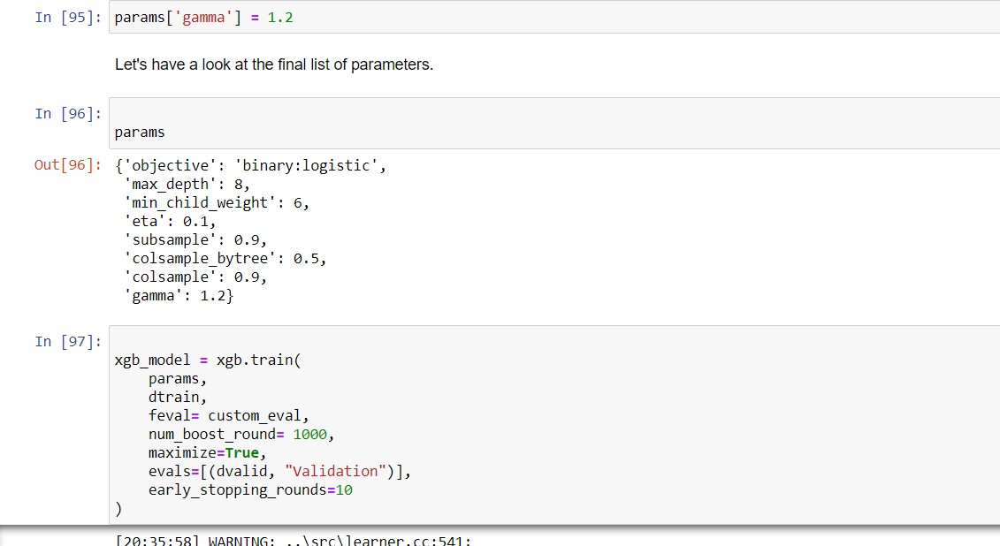 In [95]: params['gamma'] = 1.2
Let's have a look at the final list of parameters.
In [96]:
params
Out[96]: {'objective': 'binary:logistic',
'max_depth': 8,
'min_child_weight': 6,
'eta': 0.1,
'subsample': 0.9,
'colsample_bytree': 0.5,
'colsample': 0.9,
'gamma': 1.2}
In [97]:
xgb_model = xgb.train(
params,
dtrain,
feval= custom_eval,
num_boost_round= 1000,
maximize=True,
evals=[(dvalid, "Validation")],
early_stopping_rounds=10
)
[20:35:58] WARNING: ..\src\learner.cc:541: